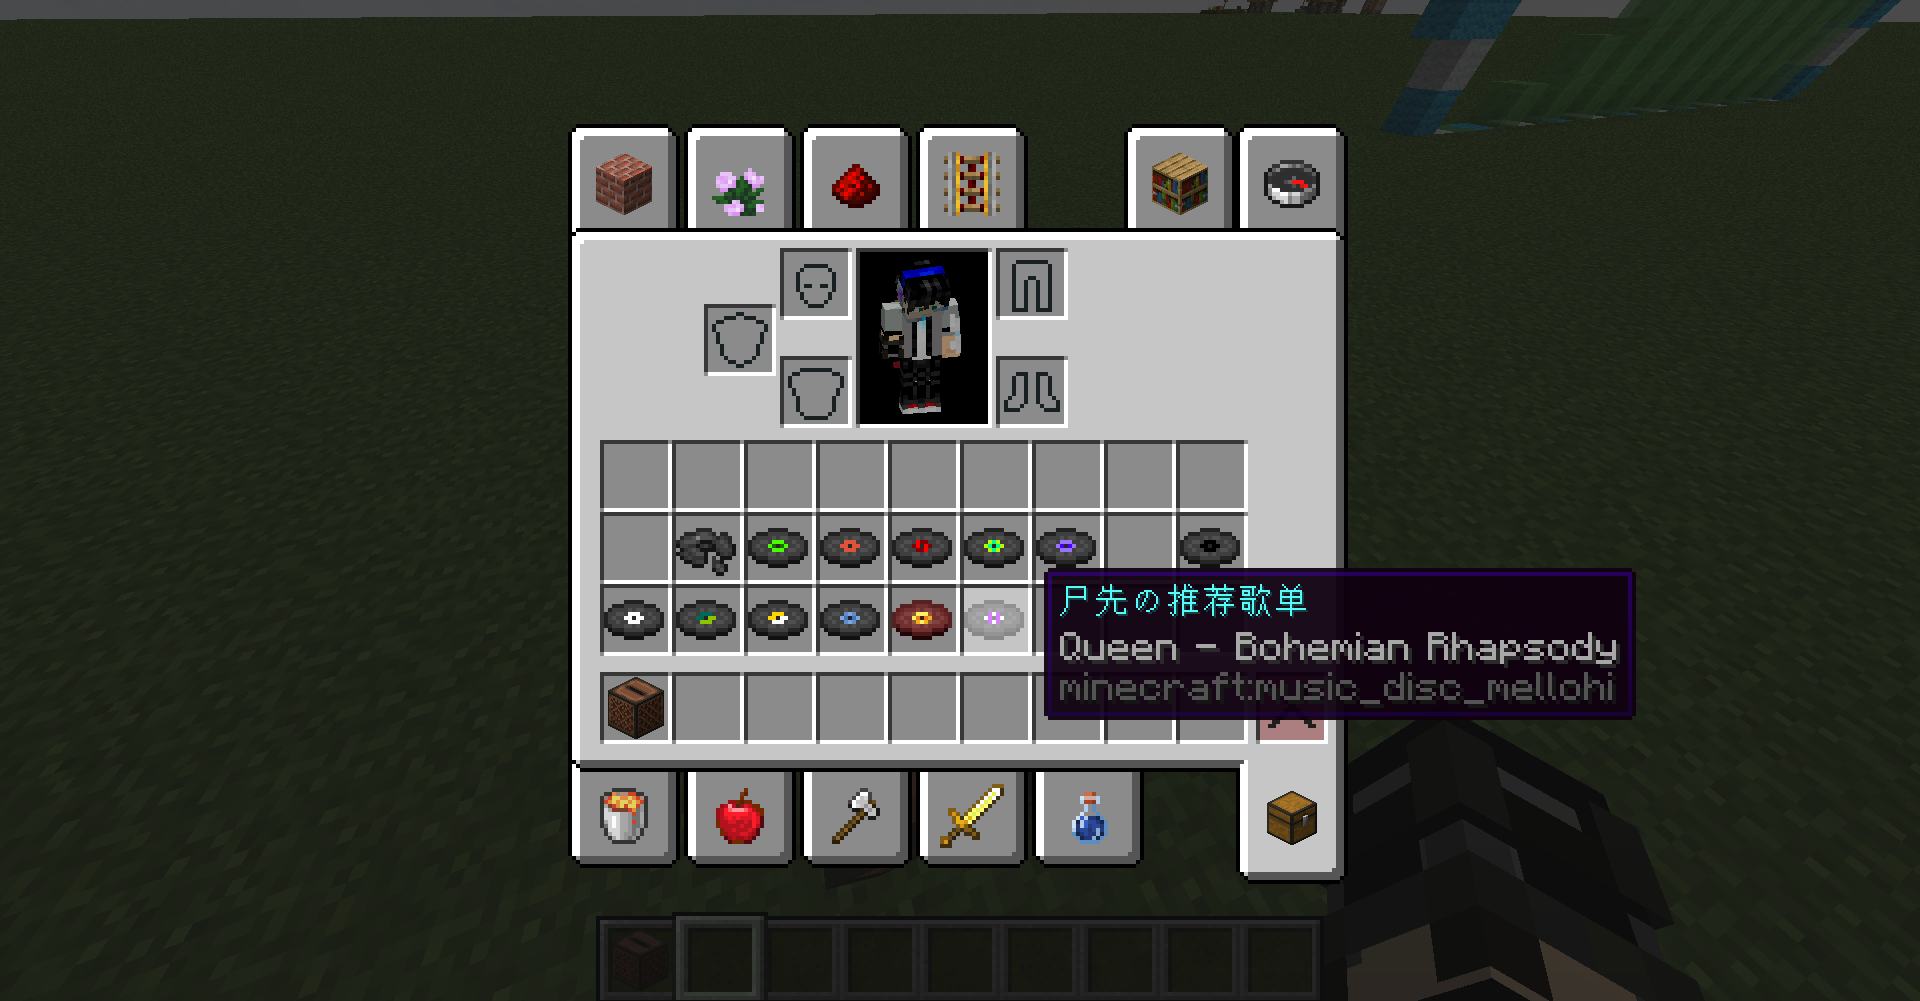 尸先の推荐歌单
Queen - Bohemian Rhapsody
minecraft:music_disc_mellohi